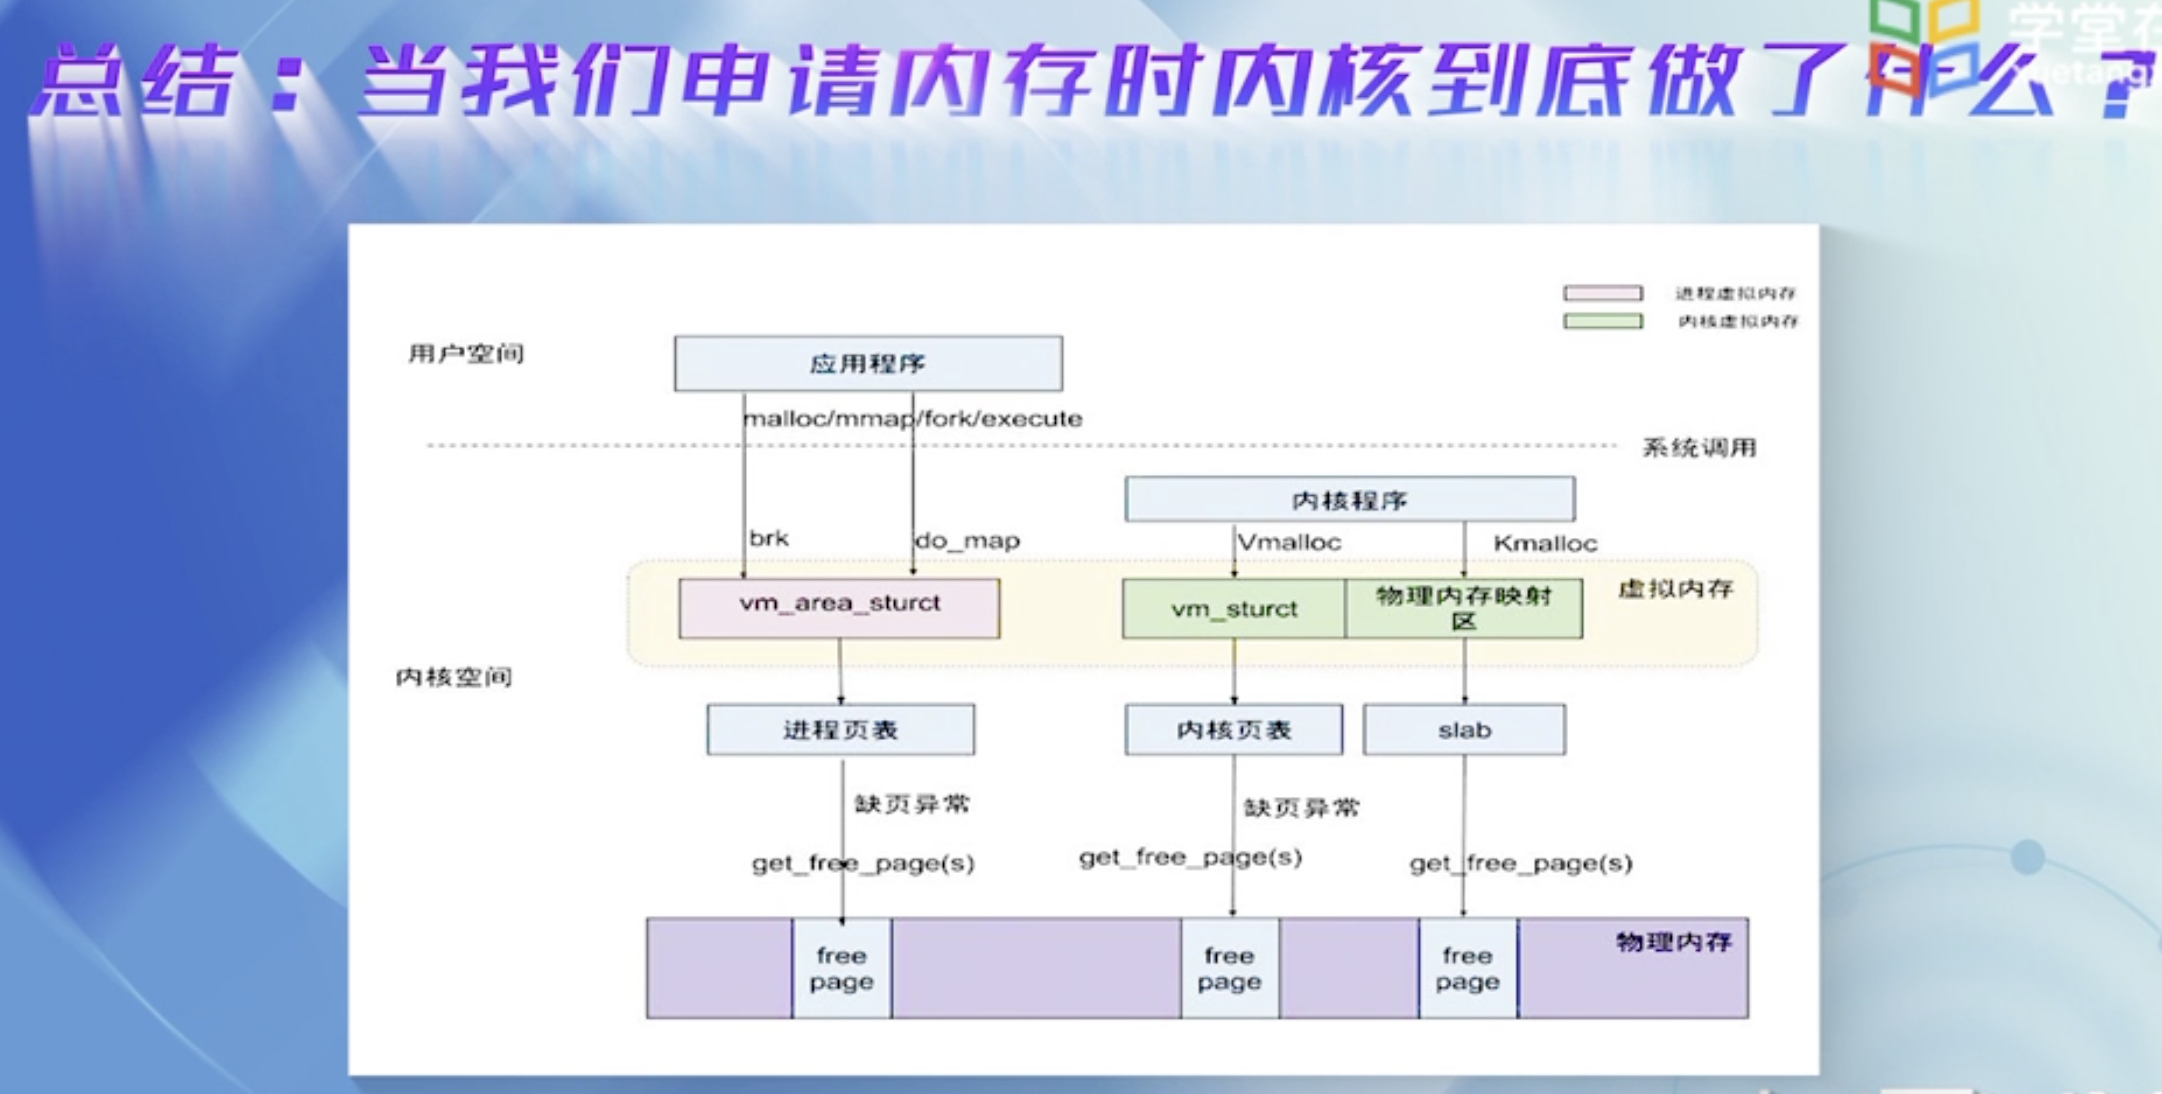 总结：当我们申请内存时内核到底做了什么？
学堂在
xuetang
进程虚拟内存
内核虚拟内存
用户空间
应用程序
malloc/mmap/fork/execute
系统调用
内核程序
brk
do_map
Vmalloc
Kmalloc
vm_area_sturct
vm_sturct
物理内存映射
区
虚拟内存
内核空间
进程页表
内核页表
slab
缺页异常
缺页异常
get_free_page(s)
get_free_page(s)
get_free_page(s)
物理内存
free
page
free
page
free
page